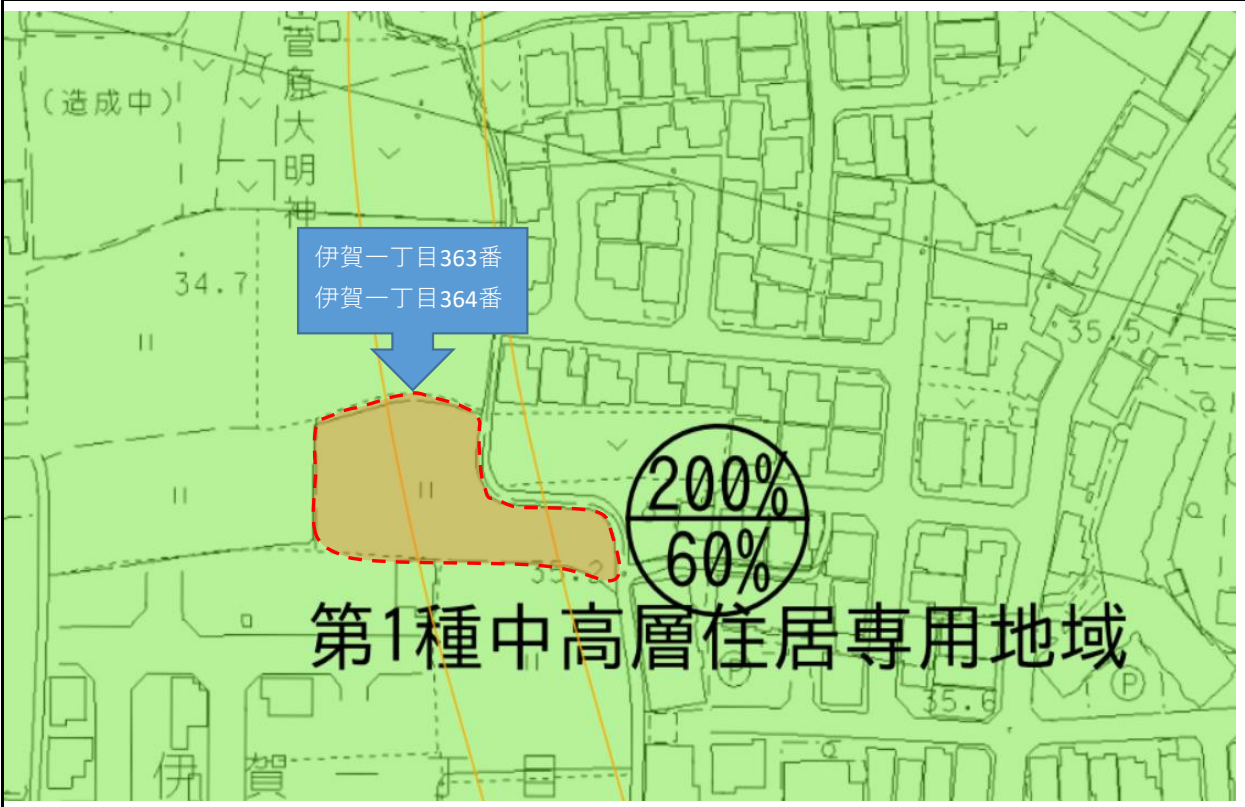 菅原大明神
(造成中)
伊賀一丁目363番
伊賀一丁目364番
34.7
35.5
200%
60%
35.2
第1種中高層住居専用地域
P
P
35.6
伊賀一